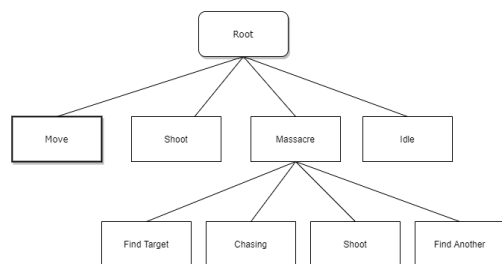 Root
Move
Shoot
Massacre
Idle
Find Target
Chasing
Shoot
Find Another